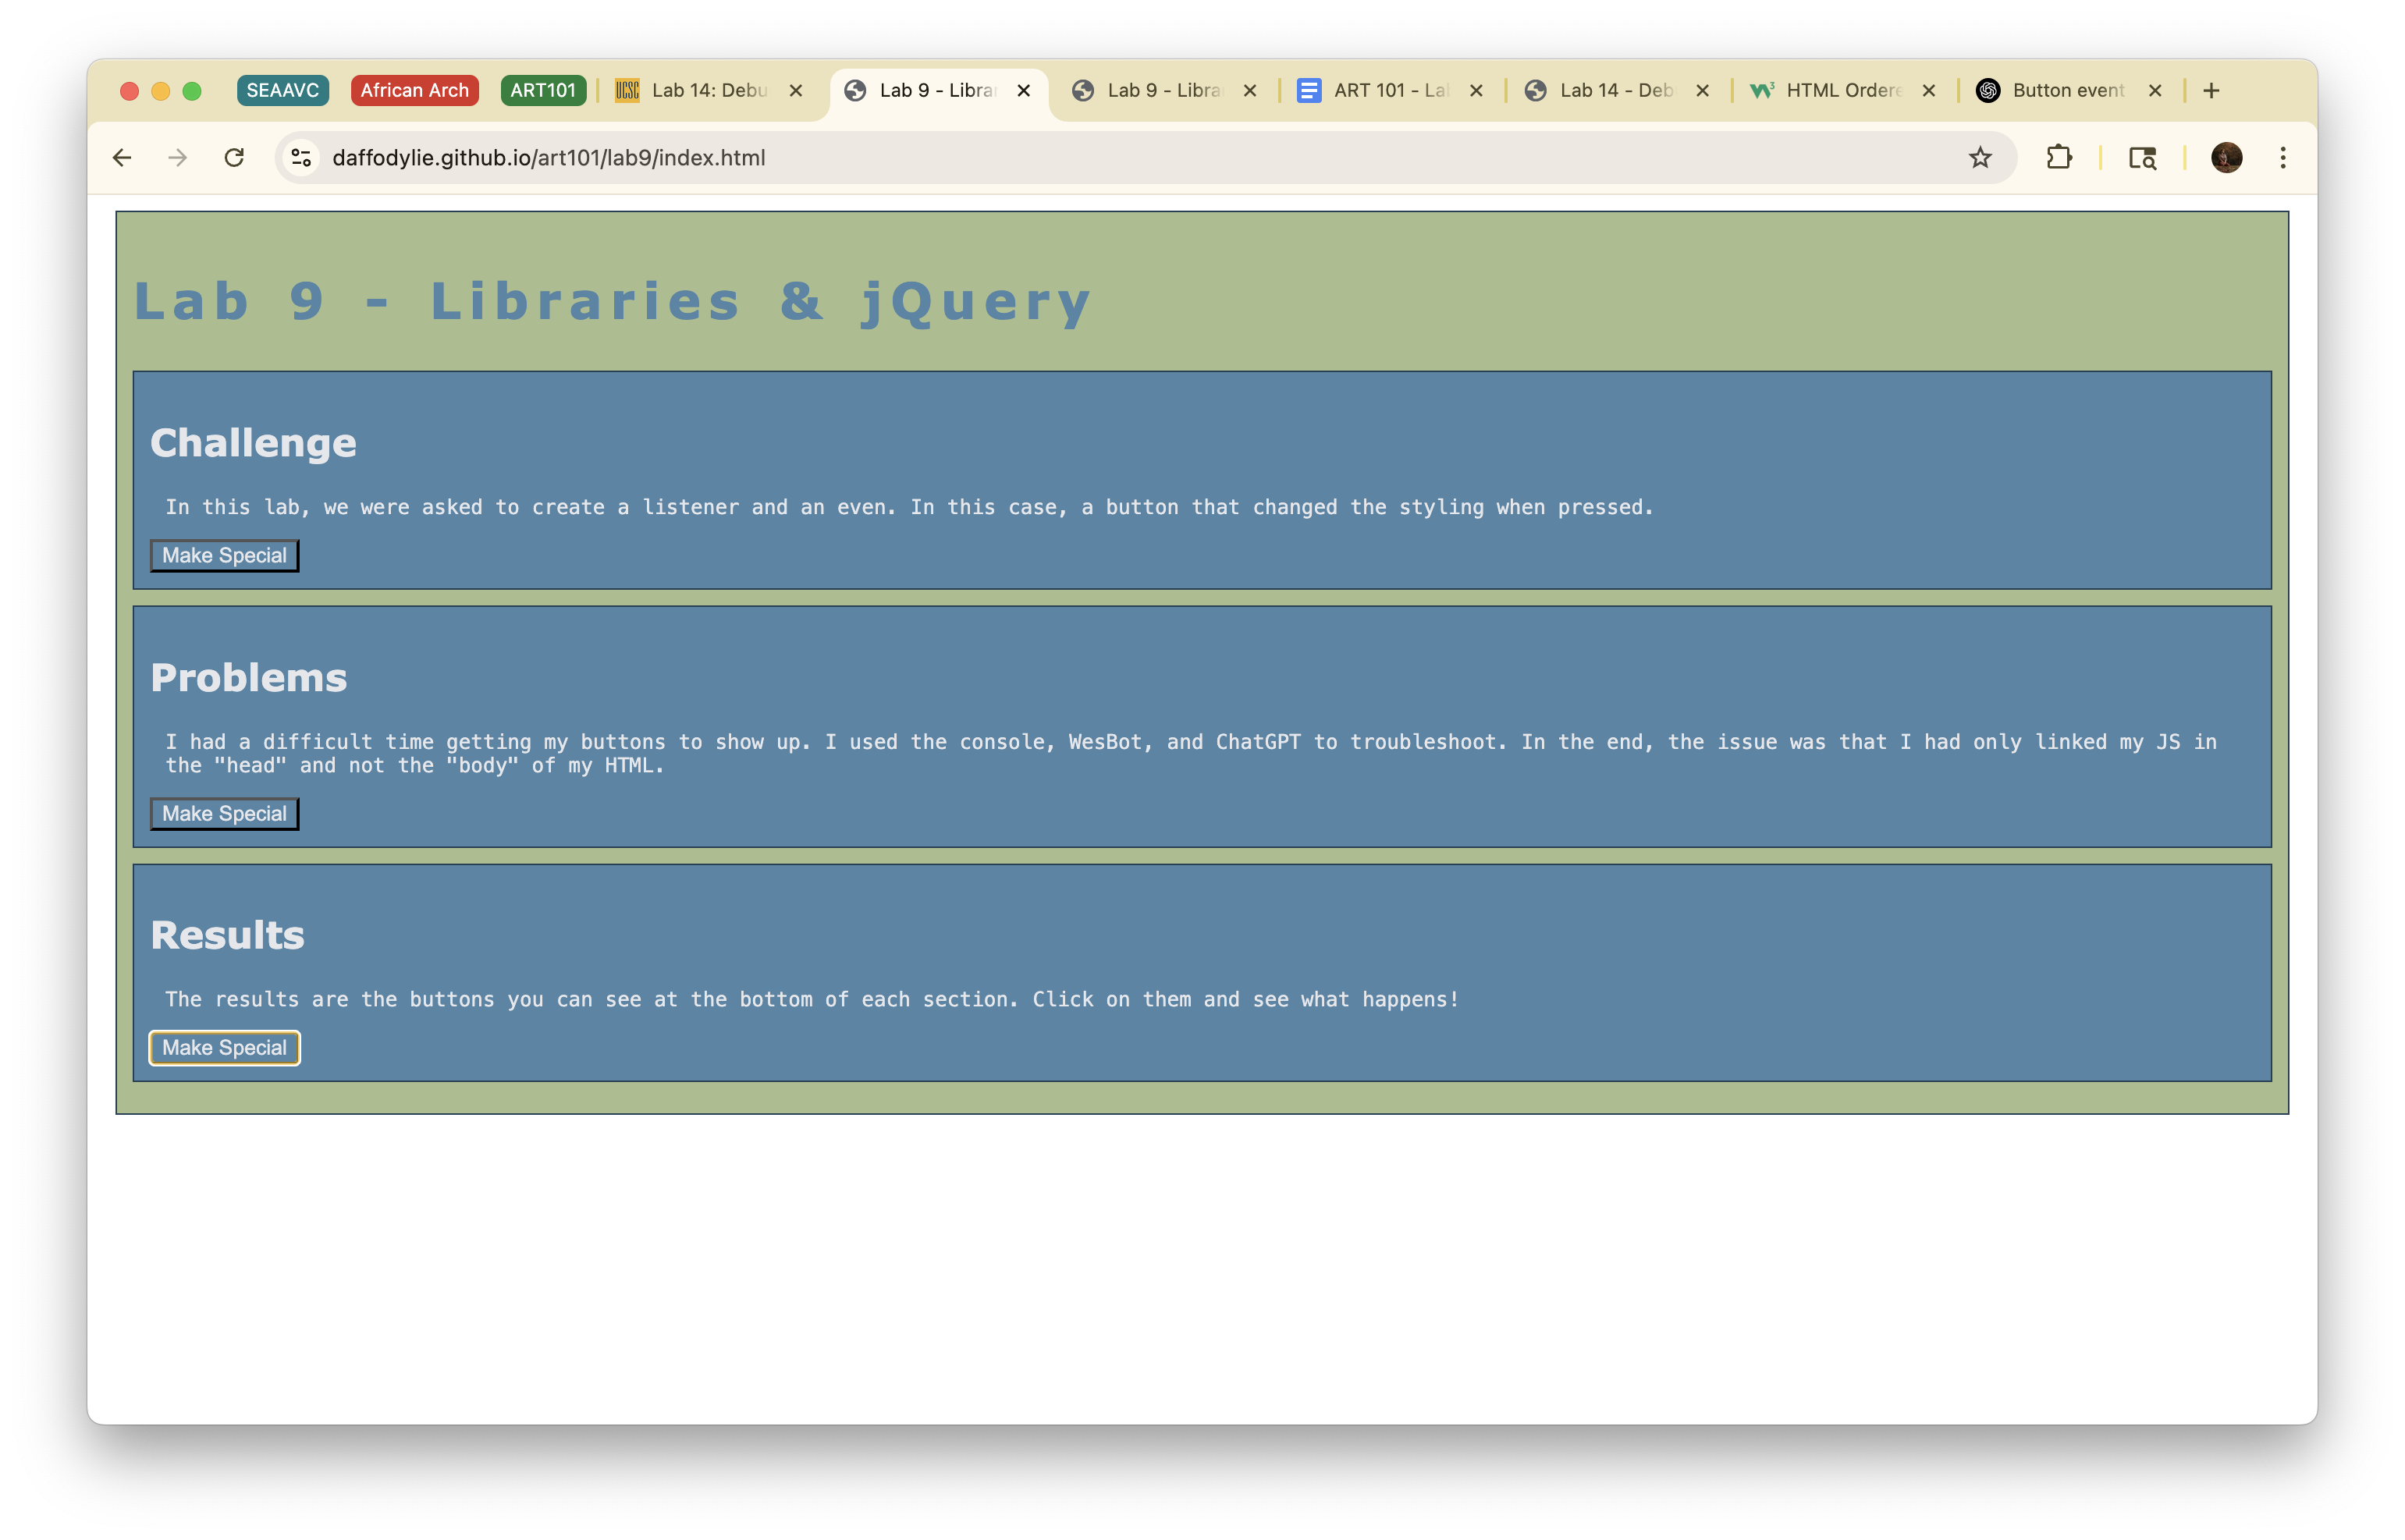 SEAAVC African Arch ART101 UCSC Lab 14: Debu Lab 9 - Librar Lab 9 - Libra ART 101 - La Lab 14 - Deb HTML Ordere Button event
daffodylie.github.io/art101/lab9/index.html
Lab 9 - Libraries & jQuery
Challenge
In this lab, we were asked to create a listener and an even. In this case, a button that changed the styling when pressed.
Make Special
Problems
I had a difficult time getting my buttons to show up. I used the console, WesBot, and ChatGPT to troubleshoot. In the end, the issue was that I had only linked my JS in
the "head" and not the "body" of my HTML.
Make Special
Results
The results are the buttons you can see at the bottom of each section. Click on them and see what happens!
Make Special